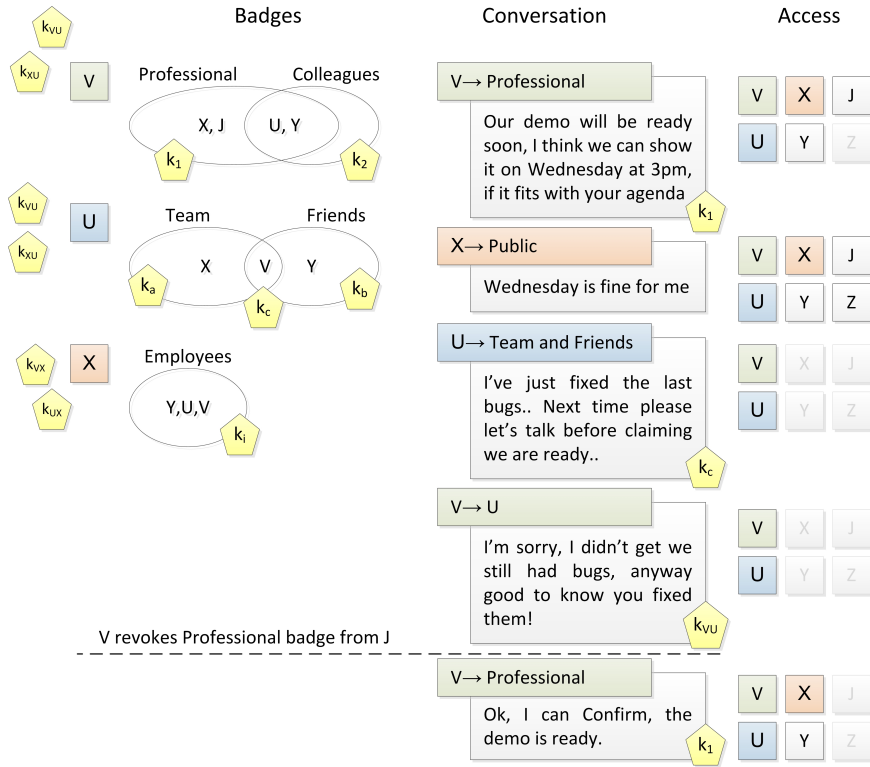 Badges
Conversation
Access
kVU
kXU
V
Professional
Colleagues
X, J
U, Y
k1
k2
V→ Professional
Our demo will be ready
soon, I think we can show
it on Wednesday at 3pm,
if it fits with your agenda
k1
V X J
U Y Z
kVU
kXU
U
Team
Friends
X
V
Y
ka
kc
kb
X→ Public
Wednesday is fine for me
V X J
U Y Z
kVX
kUX
X
Employees
Y,U,V
ki
U→ Team and Friends
I've just fixed the last
bugs.. Next time please
let's talk before claiming
we are ready..
kc
V X J
U Y Z
V→ U
I'm sorry, I didn't get we
still had bugs, anyway
good to know you fixed
them!
kVU
V X J
U Y Z
V revokes Professional badge from J
V→ Professional
Ok, I can Confirm, the
demo is ready.
k1
V X J
U Y Z